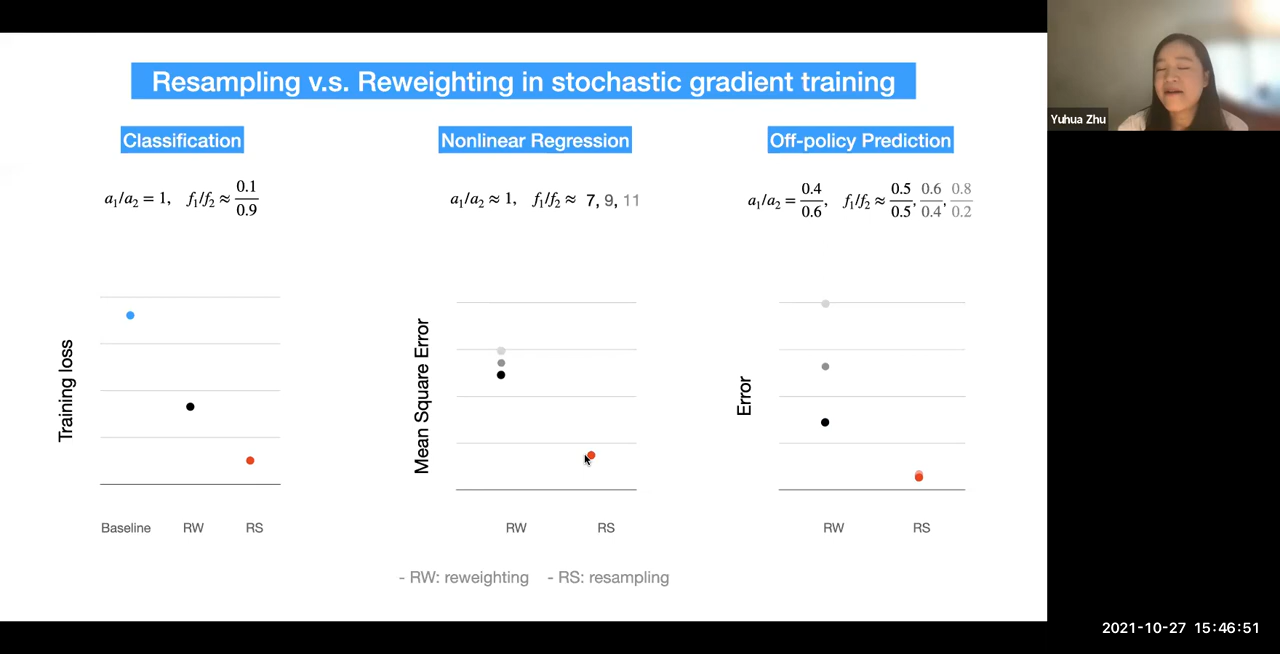 Resampling v.s. Reweighting in stochastic gradient training
Classification
a₁/a₂ = 1, f₁/f₂ ≈ 0.1/0.9
Training loss
Baseline RW RS
Nonlinear Regression
a₁/a₂ ≈ 1, f₁/f₂ ≈ 7, 9, 11
Mean Square Error
RW RS
Off-policy Prediction
a₁/a₂ = 0.4/0.6, f₁/f₂ ≈ 0.5/0.5, 0.6/0.4, 0.8/0.2
Error
RW RS
- RW: reweighting - RS: resampling
Yuhua Zhu
2021-10-27 15:46:51